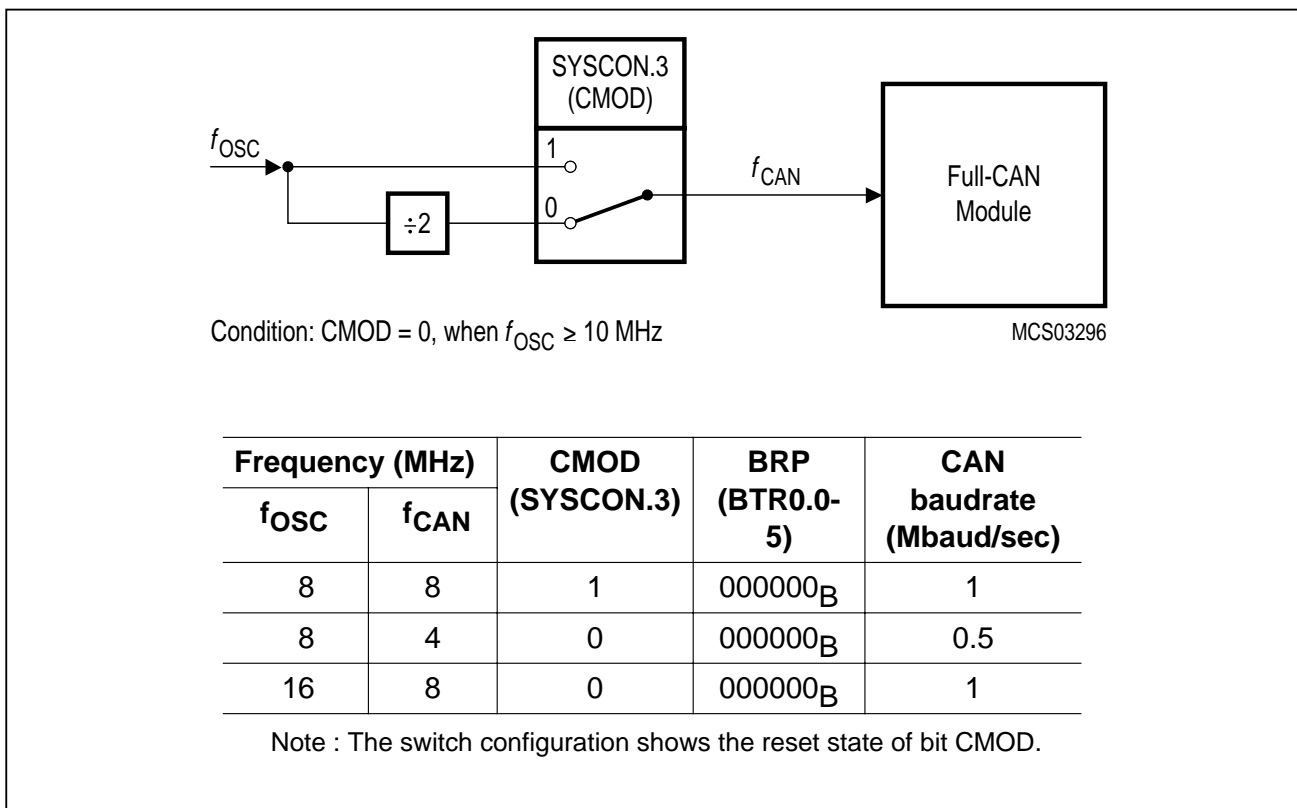 SYSCON.3
(CMOD)
fOSC
1
0
÷2
fCAN
Full-CAN
Module
Condition: CMOD = 0, when fOSC ≥ 10 MHz
MCS03296
Frequency (MHz) CMOD (SYSCON.3) BRP (BTR0.0-5) CAN baudrate (Mbaud/sec)
fOSC fCAN
8 8 1 000000B 1
8 4 0 000000B 0.5
16 8 0 000000B 1
Note : The switch configuration shows the reset state of bit CMOD.